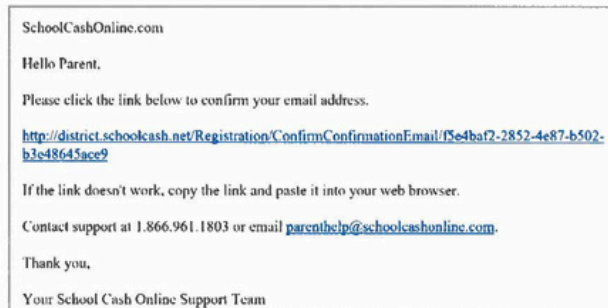 SchoolCashOnline.com
Hello Parent,
Please click the link below to confirm your email address.
http://district.schoolcash.net/Registration/ConfirmConfirmationEmail/f5e4baf2-2852-4e87-b502-
b3e48645ace9
If the link doesn't work, copy the link and paste it into your web browser.
Contact support at 1.866.961.1803 or email parenthelp@schoolcashonline.com.
Thank you,
Your School Cash Online Support Team